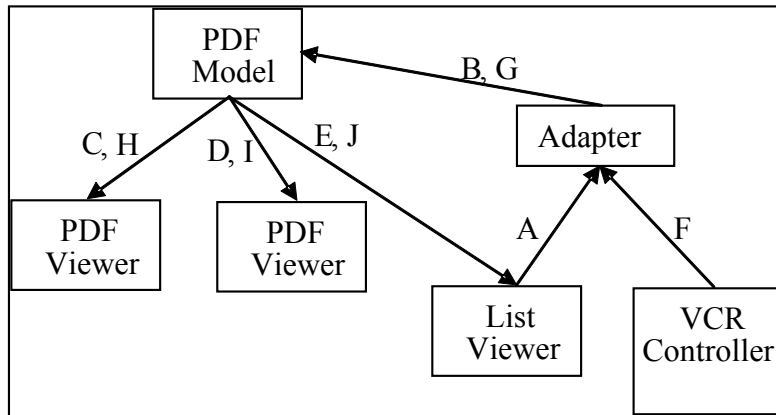 PDF
Model
B, G
Adapter
C, H
D, I
E, J
PDF
Viewer
PDF
Viewer
A
F
List
Viewer
VCR
Controller